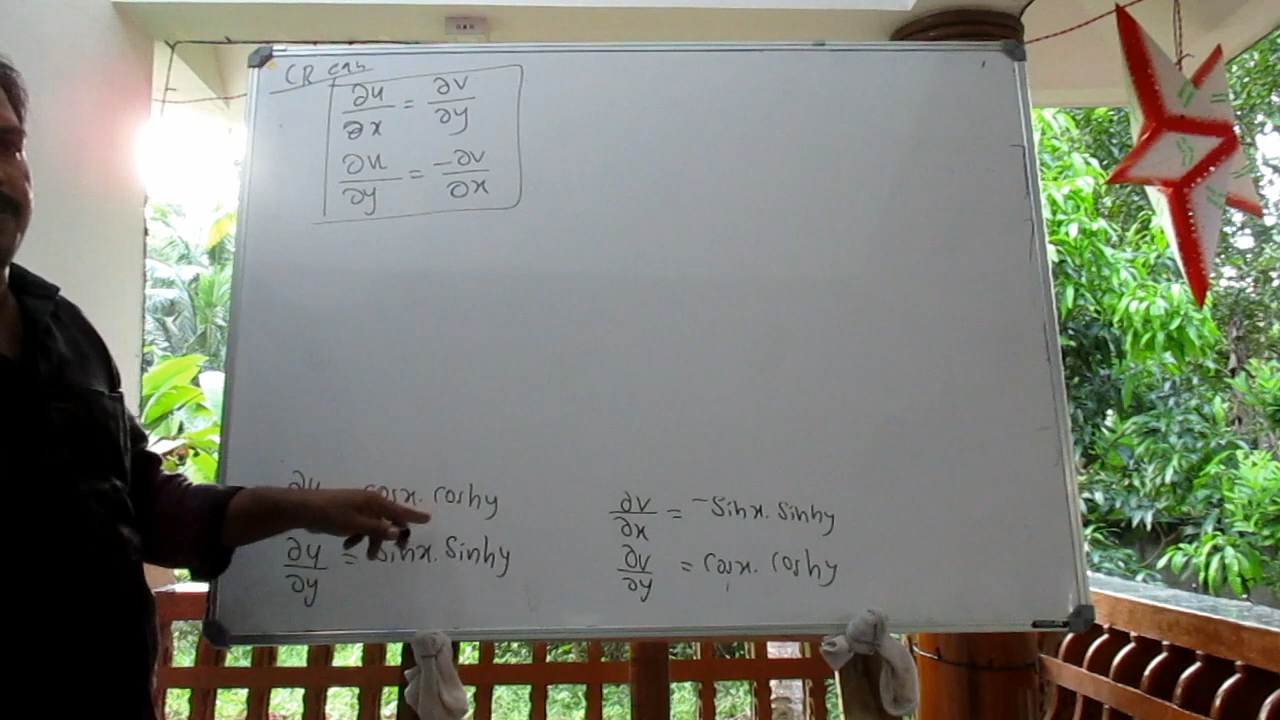 CR eqn
∂u/∂x = ∂v/∂y
∂u/∂y = -∂v/∂x
∂u cosx. coshy
∂u/∂y = sinx. sinhy
∂v/∂x = -sinx. sinhy
∂v/∂y = cosx. coshy